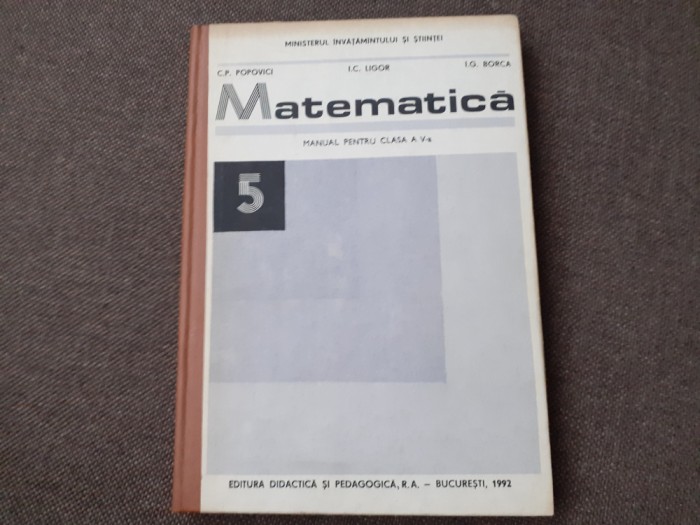 MINISTERUL ÎNVĂȚĂMÎNTULUI ȘI ȘTIINȚEI
C.P. POPOVICI I.C. LIGOR I.O. BORCA
Matematică
MANUAL PENTRU CLASA A V-a
5
EDITURA DIDACTICĂ ȘI PEDAGOGICĂ, R.A. – BUCUREȘTI, 1992